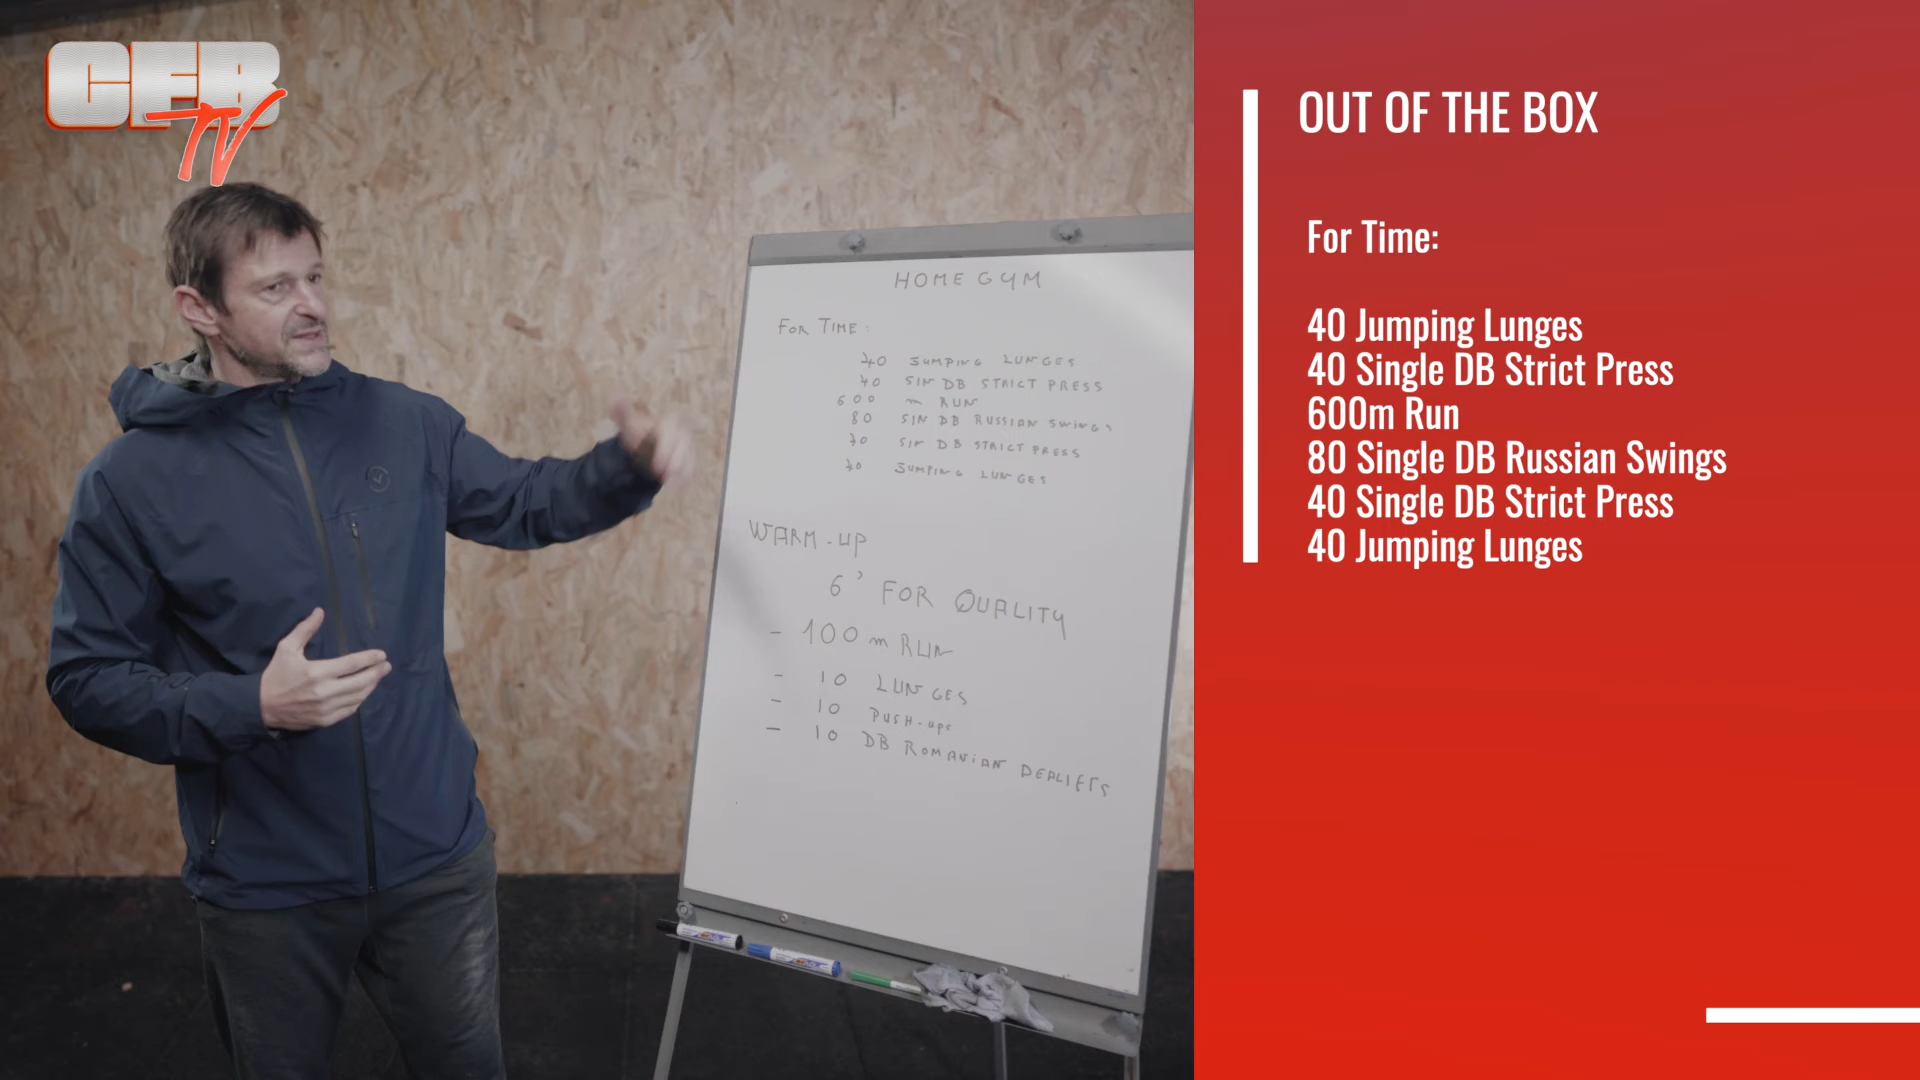 CFB
TV
HOME GYM
FOR TIME:
40 JUMPING LUNGES
40 SIN DB STRICT PRESS
600 m RUN
80 SIN DB RUSSIAN SWINGS
40 SIN DB STRICT PRESS
40 JUMPING LUNGES
WARM-UP
6' FOR QUALITY
- 100 m RUN
- 10 LUNGES
- 10 PUSH-ups
- 10 DB ROMANIAN DEALIFTS
OUT OF THE BOX
For Time:
40 Jumping Lunges
40 Single DB Strict Press
600m Run
80 Single DB Russian Swings
40 Single DB Strict Press
40 Jumping Lunges